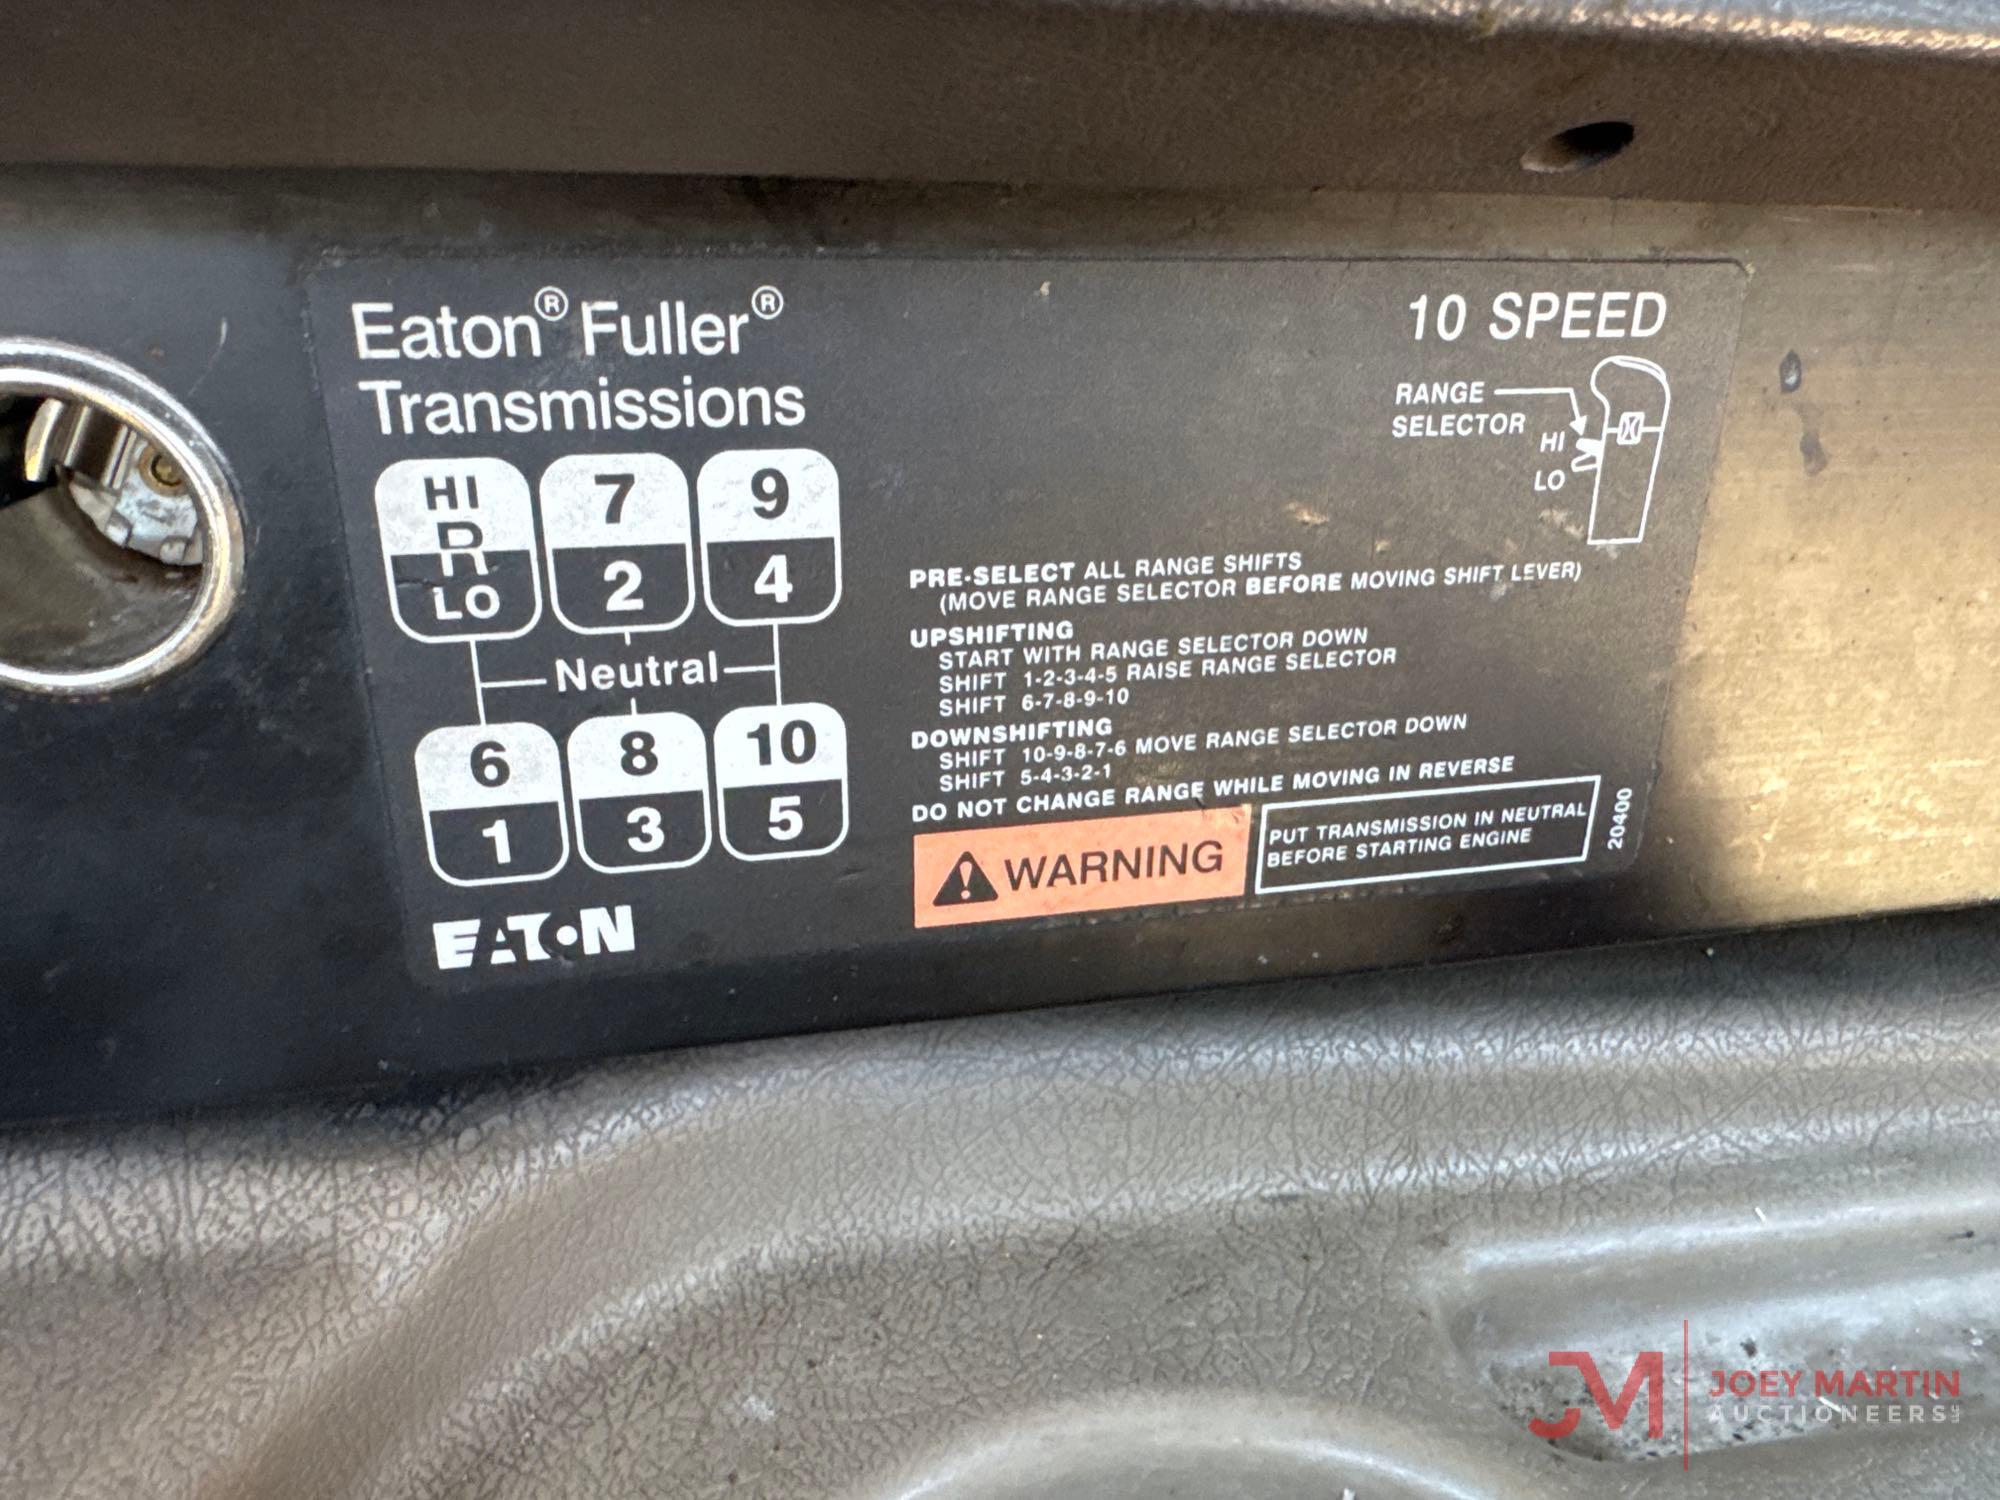 Eaton® Fuller®
Transmissions
10 SPEED
RANGE
SELECTOR
HI
LO
HI
R
LO
7
2
9
4
Neutral
6
1
8
3
10
5
EATON
PRE-SELECT ALL RANGE SHIFTS
(MOVE RANGE SELECTOR BEFORE MOVING SHIFT LEVER)
UPSHIFTING
START WITH RANGE SELECTOR DOWN
SHIFT 1-2-3-4-5 RAISE RANGE SELECTOR
SHIFT 6-7-8-9-10
DOWNSHIFTING
SHIFT 10-9-8-7-6 MOVE RANGE SELECTOR DOWN
SHIFT 5-4-3-2-1
DO NOT CHANGE RANGE WHILE MOVING IN REVERSE
WARNING
PUT TRANSMISSION IN NEUTRAL
BEFORE STARTING ENGINE
20400
JM
JOEY MARTIN
AUCTIONEERS LLC